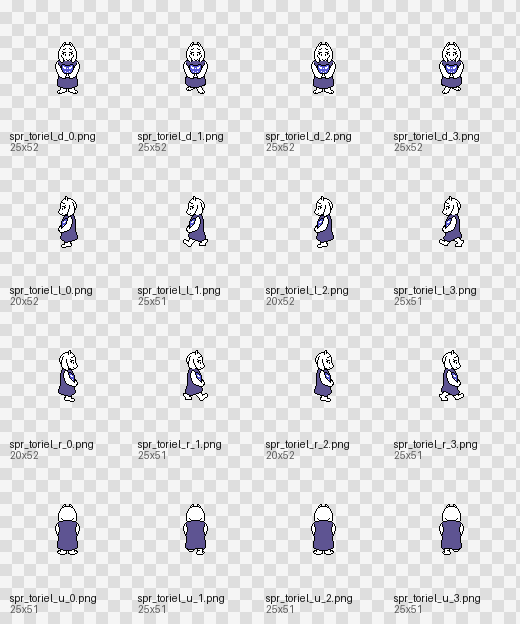 spr_toriel_d_0.png spr_toriel_d_1.png spr_toriel_d_2.png spr_toriel_d_3.png
25x52 25x52 25x52 25x52
spr_toriel_l_0.png spr_toriel_l_1.png spr_toriel_l_2.png spr_toriel_l_3.png
20x52 25x51 20x52 25x51
spr_toriel_r_0.png spr_toriel_r_1.png spr_toriel_r_2.png spr_toriel_r_3.png
20x52 25x51 20x52 25x51
spr_toriel_u_0.png spr_toriel_u_1.png spr_toriel_u_2.png spr_toriel_u_3.png
25x51 25x51 25x51 25x51